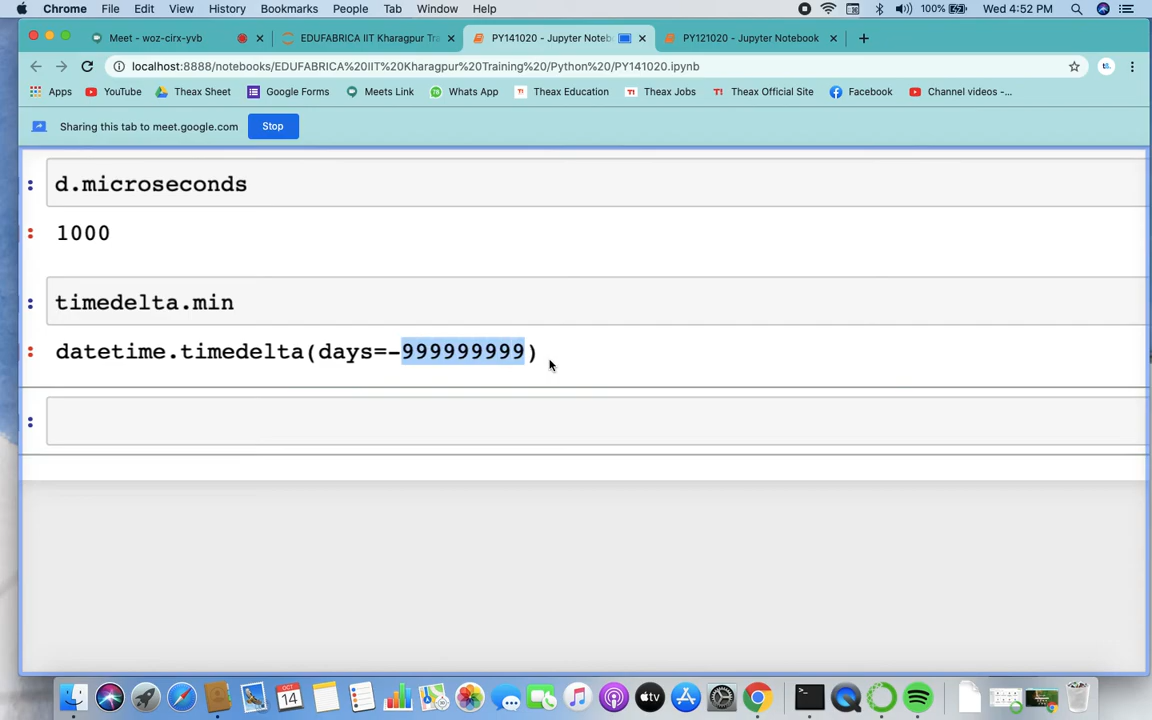 Chrome File Edit View History Bookmarks People Tab Window Help 100% Wed 4:52 PM
Meet - woz-cirx-yvb EDUFABRICA IIT Kharagpur Tra PY141020 - Jupyter Noteb PY121020 - Jupyter Notebook
localhost:8888/notebooks/EDUFABRICA%20IIT%20Kharagpur%20Training%20/Python%20/PY141020.ipynb
Apps YouTube Theax Sheet Google Forms Meets Link Whats App Theax Education Theax Jobs Theax Official Site Facebook Channel videos -...
Sharing this tab to meet.google.com Stop
: d.microseconds
: 1000
: timedelta.min
: datetime.timedelta(days=-999999999)
:
OCT
14
tv